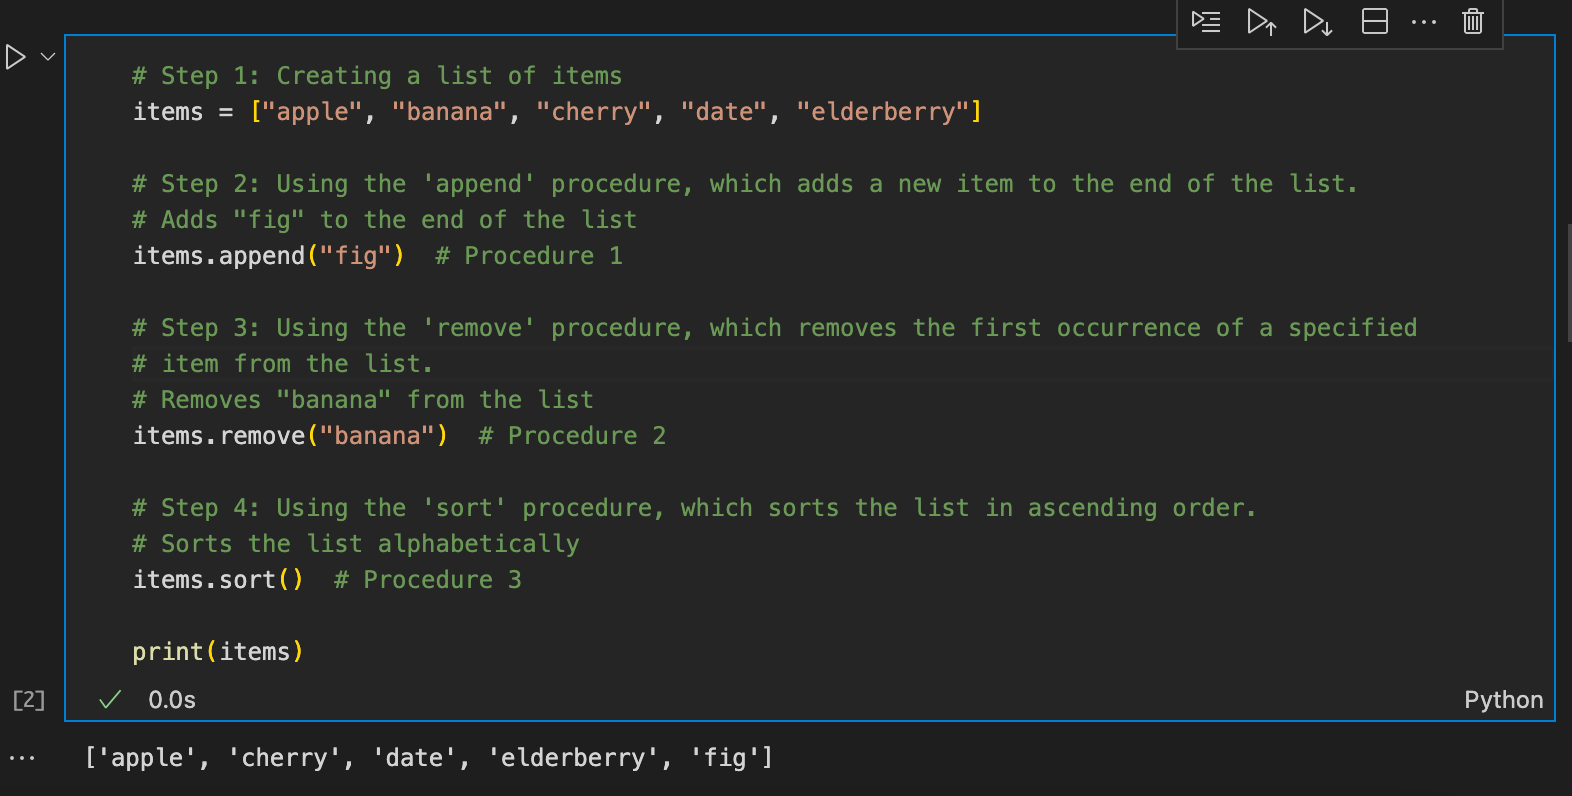 # Step 1: Creating a list of items
items = ["apple", "banana", "cherry", "date", "elderberry"]
# Step 2: Using the 'append' procedure, which adds a new item to the end of the list.
# Adds "fig" to the end of the list
items.append("fig")  # Procedure 1
# Step 3: Using the 'remove' procedure, which removes the first occurrence of a specified
# item from the list.
# Removes "banana" from the list
items.remove("banana")  # Procedure 2
# Step 4: Using the 'sort' procedure, which sorts the list in ascending order.
# Sorts the list alphabetically
items.sort()  # Procedure 3
print(items)
[2] 0.0s Python
['apple', 'cherry', 'date', 'elderberry', 'fig']